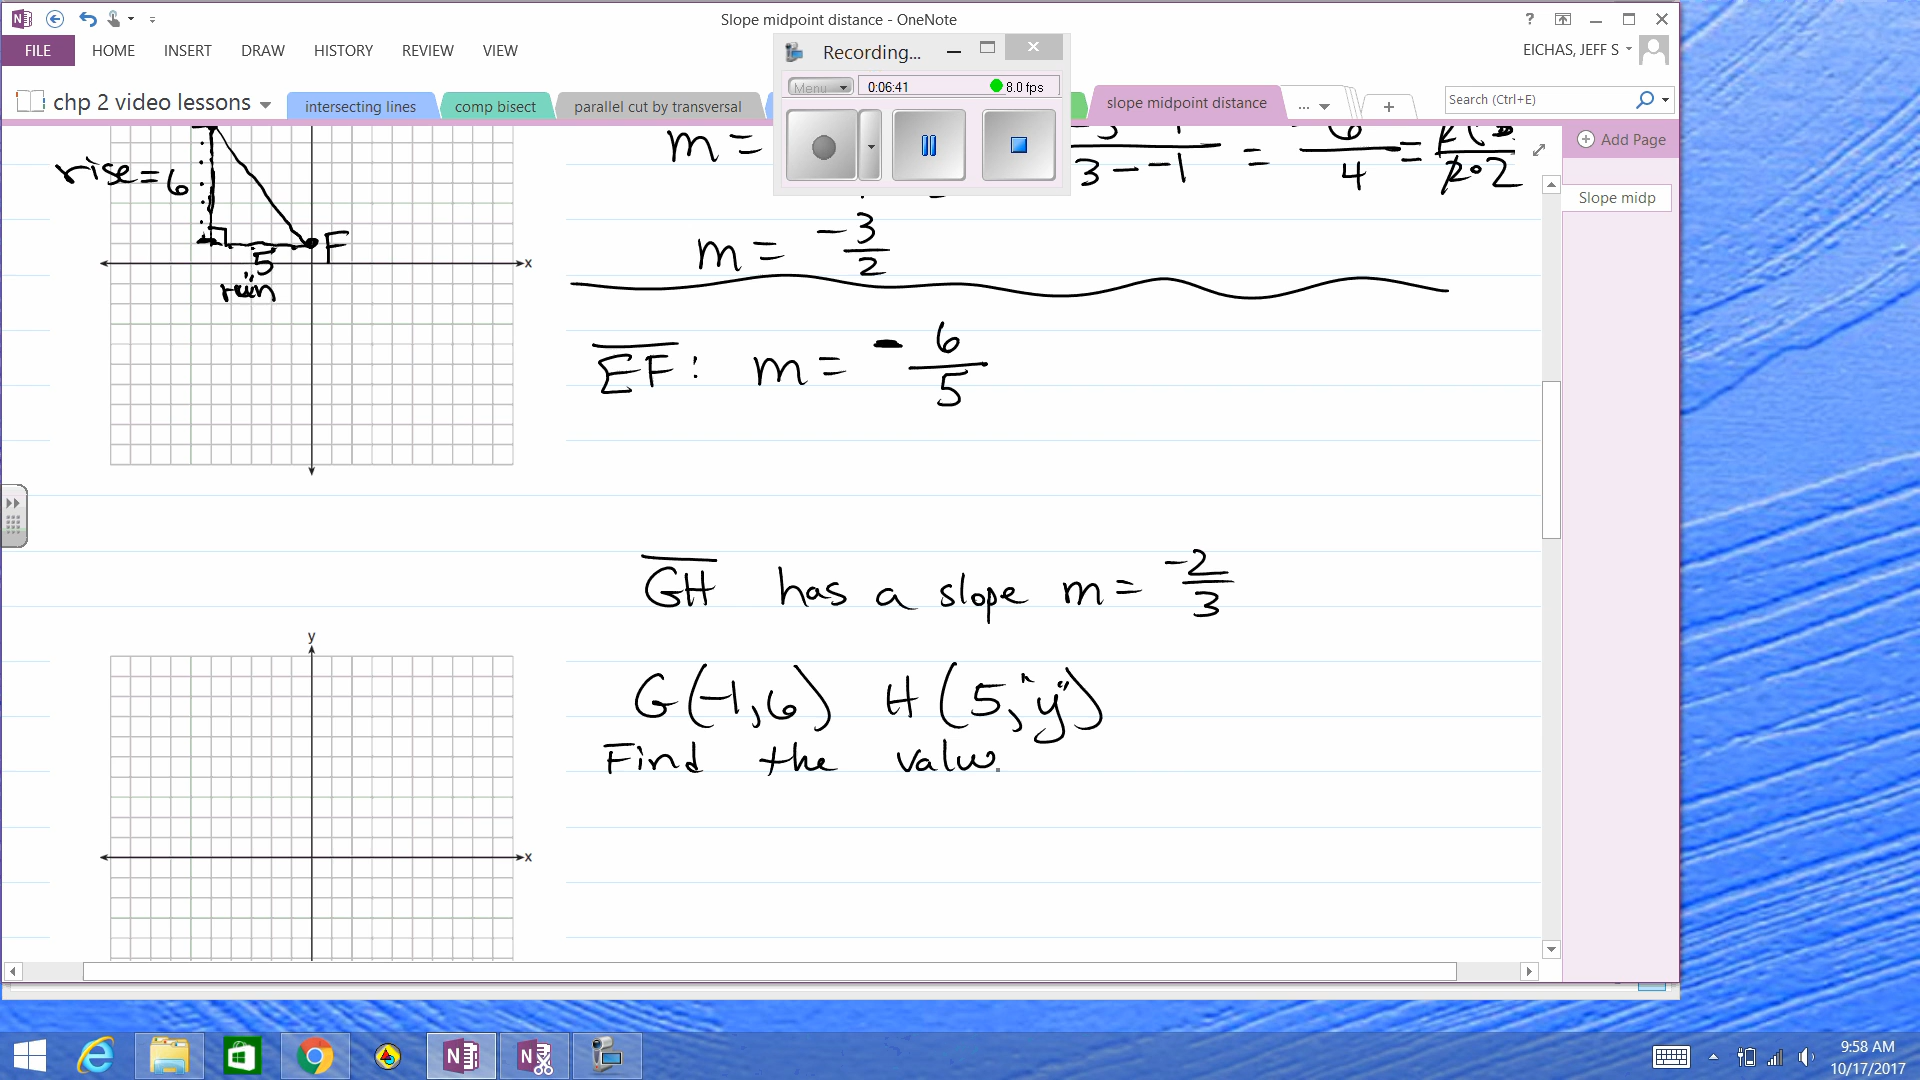 Slope midpoint distance - OneNote
FILE HOME INSERT DRAW HISTORY REVIEW VIEW
EICHAS, JEFF S
Recording...
Menu 0:06:41 8.0 fps
chp 2 video lessons intersecting lines comp bisect parallel cut by transversal slope midpoint distance ... +
Search (Ctrl+E)
Add Page
Slope midp
rise = 6
5
run
F
x
m =
3 - -1 = 4 = 2•2
m = -3/2
EF: m = - 6/5
GH has a slope m = -2/3
y
G(-1,6) H(5,"y")
Find the value
x
9:58 AM
10/17/2017